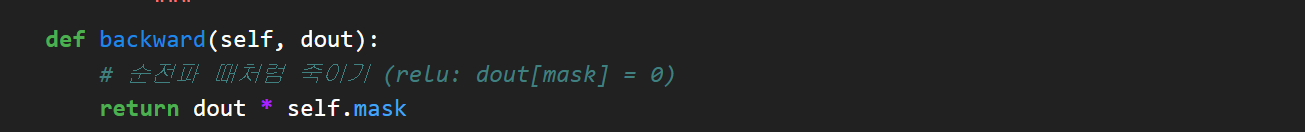 def backward(self, dout):
# 순전파 때처럼 죽이기 (relu: dout[mask] = 0)
return dout * self.mask